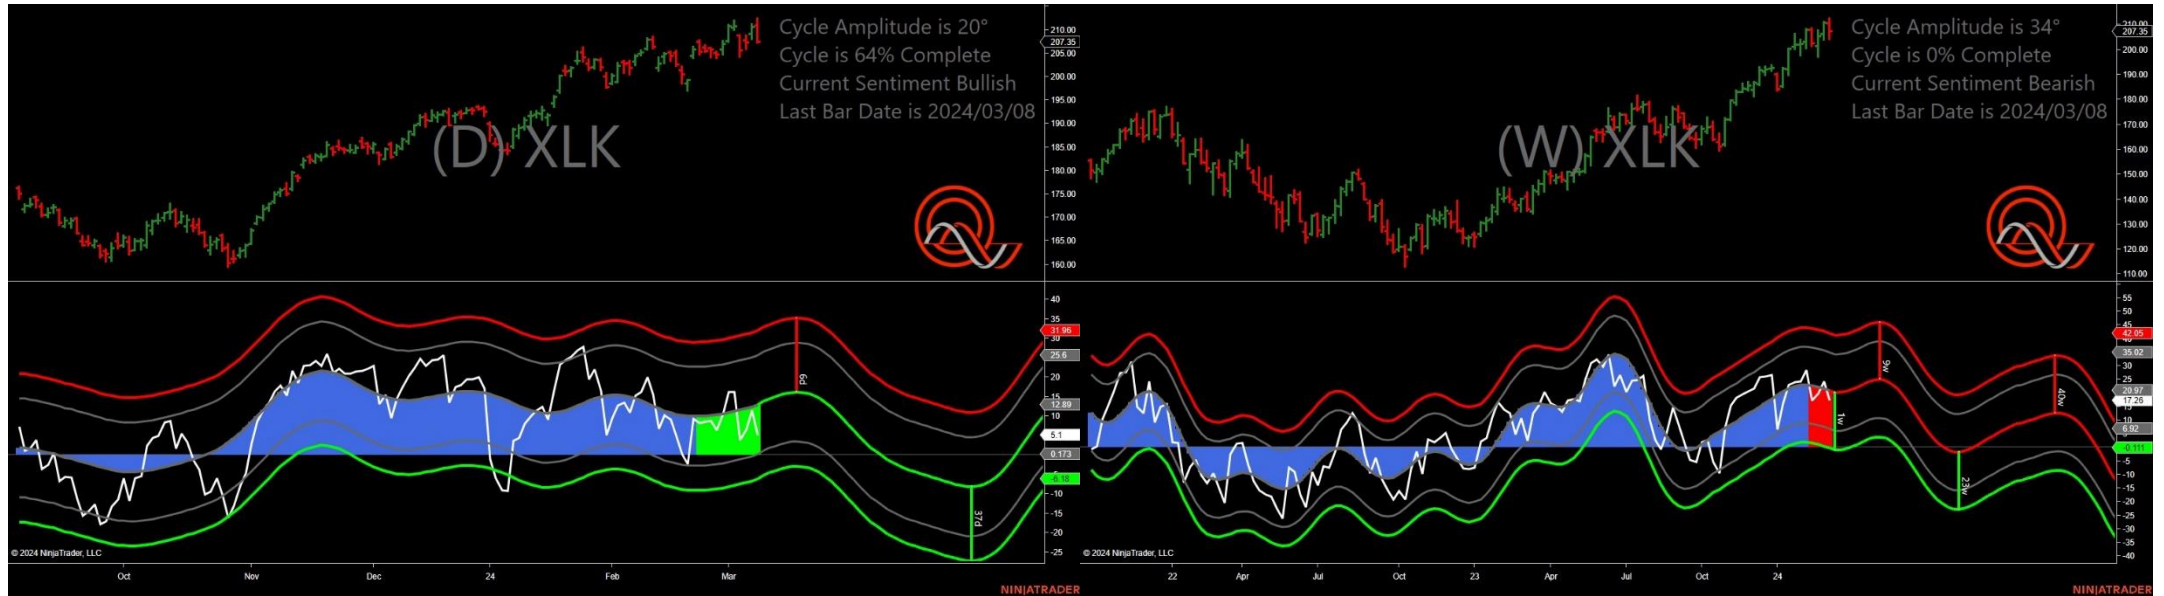 Cycle Amplitude is 20°
Cycle is 64% Complete
Current Sentiment Bullish
Last Bar Date is 2024/03/08
(D) XLK
210.00
207.35
205.00
200.00
195.00
190.00
185.00
180.00
175.00
170.00
165.00
160.00
40
35
31.96
30
25.6
20
15
12.89
10
5.1
0.173
-6.18
-10
-15
-20
-25
6d
37d
© 2024 NinjaTrader, LLC
Oct
Nov
Dec
24
Feb
Mar
NINJATRADER
Cycle Amplitude is 34°
Cycle is 0% Complete
Current Sentiment Bearish
Last Bar Date is 2024/03/08
(W) XLK
210.00
207.35
200.00
190.00
180.00
170.00
160.00
150.00
140.00
130.00
120.00
110.00
55
50
45
42.05
35.02
30
25
20.97
17.26
10
6.92
-0.111
-5
-10
-15
-20
-25
-30
-35
-40
1w
9w
23w
40w
© 2024 NinjaTrader, LLC
22
Apr
Jul
Oct
23
Apr
Jul
Oct
24
NINJATRADER